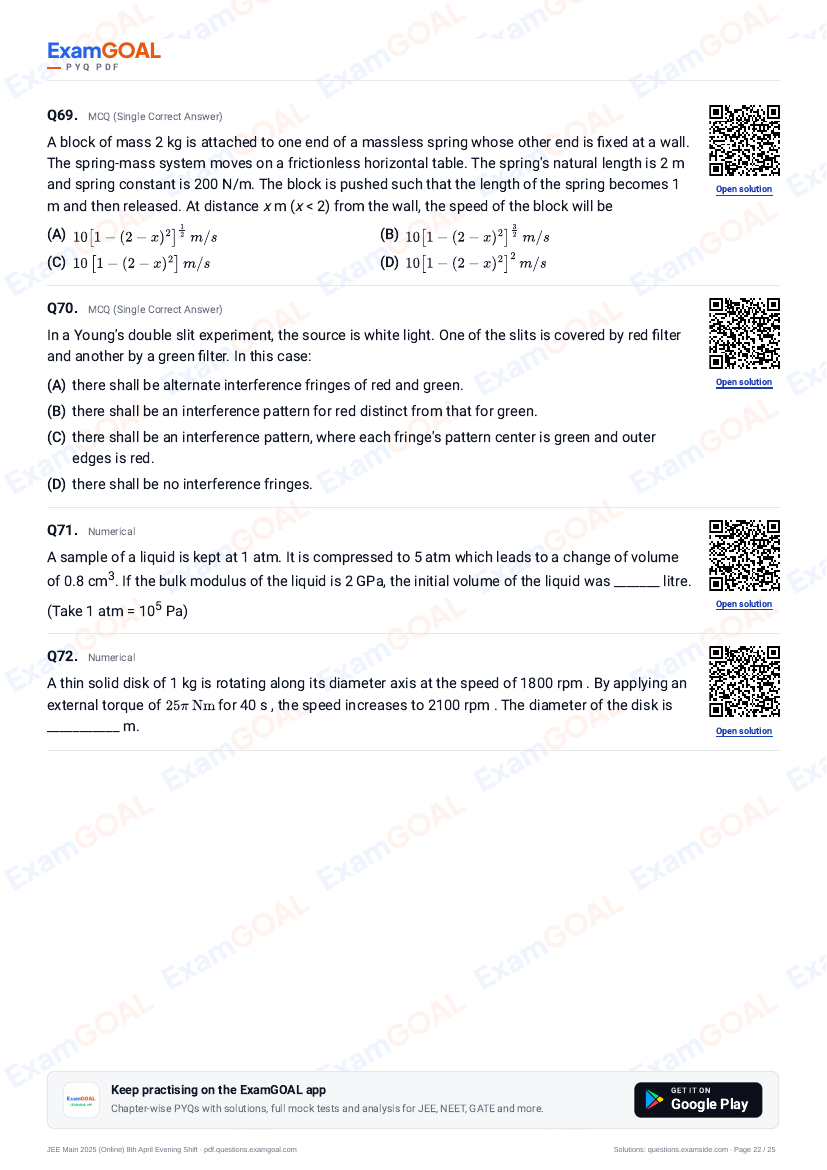 ExamGOAL
PYQ PDF
Q69. MCQ (Single Correct Answer)
A block of mass 2 kg is attached to one end of a massless spring whose other end is fixed at a wall.
The spring-mass system moves on a frictionless horizontal table. The spring's natural length is 2 m
and spring constant is 200 N/m. The block is pushed such that the length of the spring becomes 1
m and then released. At distance x m (x < 2) from the wall, the speed of the block will be
(A) 10[1 − (2 − x)²]^{1/2} m/s
(B) 10[1 − (2 − x)²]^{3/2} m/s
(C) 10 [1 − (2 − x)²] m/s
(D) 10[1 − (2 − x)²]² m/s
Open solution
Q70. MCQ (Single Correct Answer)
In a Young's double slit experiment, the source is white light. One of the slits is covered by red filter
and another by a green filter. In this case:
(A) there shall be alternate interference fringes of red and green.
(B) there shall be an interference pattern for red distinct from that for green.
(C) there shall be an interference pattern, where each fringe's pattern center is green and outer
edges is red.
(D) there shall be no interference fringes.
Open solution
Q71. Numerical
A sample of a liquid is kept at 1 atm. It is compressed to 5 atm which leads to a change of volume
of 0.8 cm³. If the bulk modulus of the liquid is 2 GPa, the initial volume of the liquid was ______ litre.
(Take 1 atm = 10⁵ Pa)
Open solution
Q72. Numerical
A thin solid disk of 1 kg is rotating along its diameter axis at the speed of 1800 rpm . By applying an
external torque of 25π Nm for 40 s , the speed increases to 2100 rpm . The diameter of the disk is
__________ m.
Open solution
Keep practising on the ExamGOAL app
Chapter-wise PYQs with solutions, full mock tests and analysis for JEE, NEET, GATE and more.
GET IT ON
Google Play
JEE Main 2025 (Online) 8th April Evening Shift · pdf.questions.examgoal.com
Solutions: questions.examside.com · Page 22 / 25